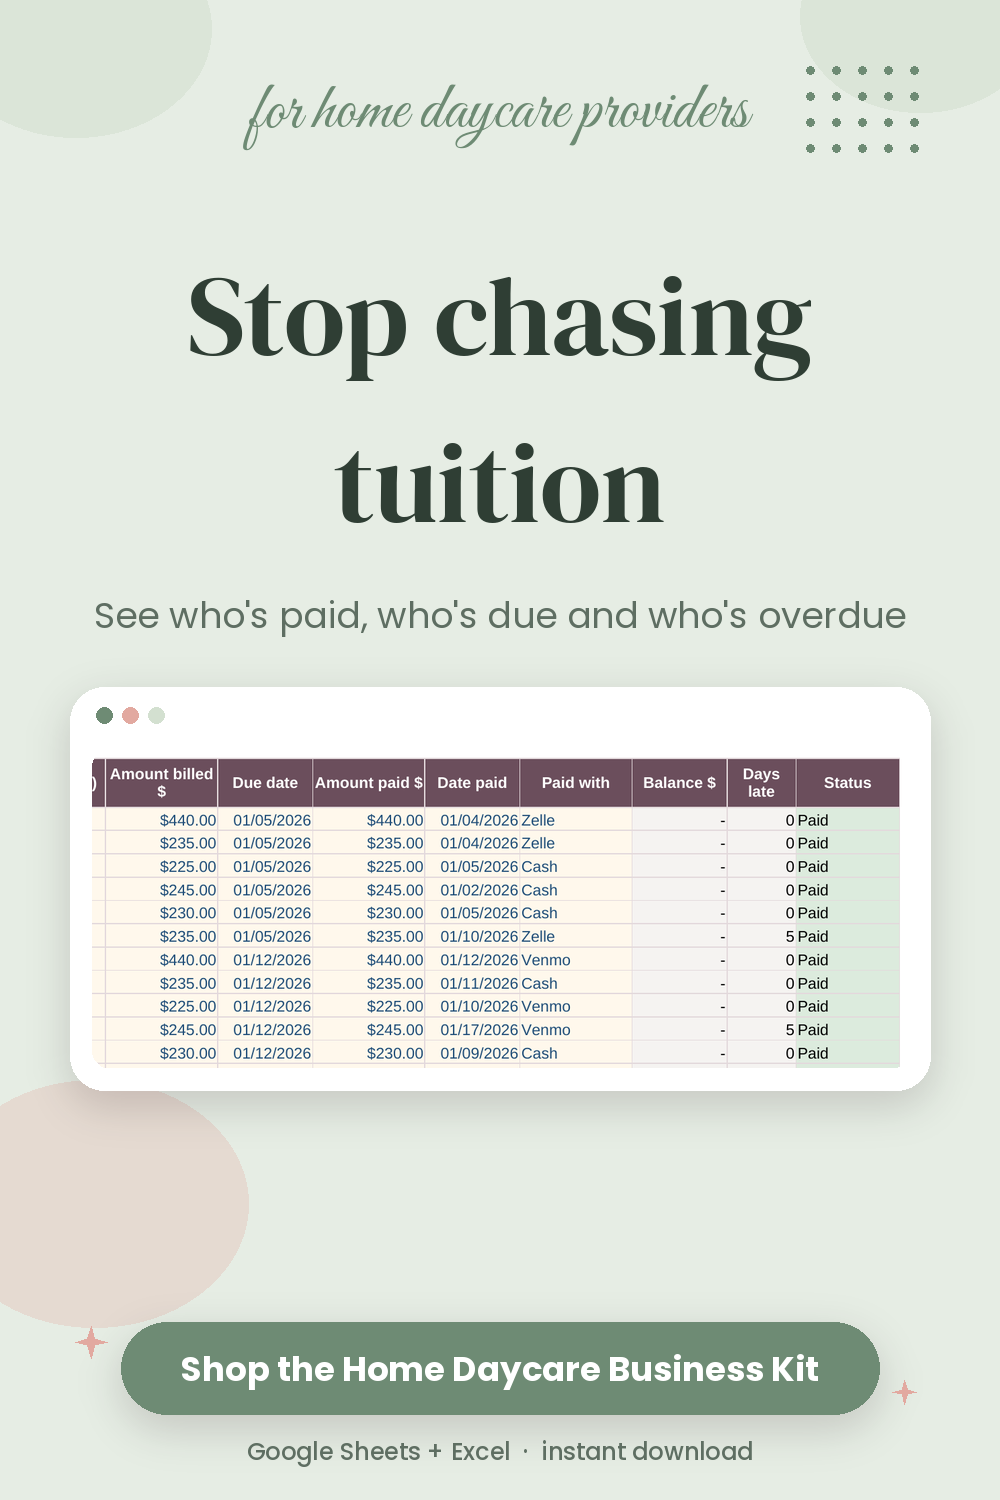 for home daycare providers
Stop chasing
tuition
See who's paid, who's due and who's overdue
) Amount billed $ Due date Amount paid $ Date paid Paid with Balance $ Days late Status
$440.00 01/05/2026 $440.00 01/04/2026 Zelle - 0 Paid
$235.00 01/05/2026 $235.00 01/04/2026 Zelle - 0 Paid
$225.00 01/05/2026 $225.00 01/05/2026 Cash - 0 Paid
$245.00 01/05/2026 $245.00 01/02/2026 Cash - 0 Paid
$230.00 01/05/2026 $230.00 01/05/2026 Cash - 0 Paid
$235.00 01/05/2026 $235.00 01/10/2026 Zelle - 5 Paid
$440.00 01/12/2026 $440.00 01/12/2026 Venmo - 0 Paid
$235.00 01/12/2026 $235.00 01/11/2026 Cash - 0 Paid
$225.00 01/12/2026 $225.00 01/10/2026 Venmo - 0 Paid
$245.00 01/12/2026 $245.00 01/17/2026 Venmo - 5 Paid
$230.00 01/12/2026 $230.00 01/09/2026 Cash - 0 Paid
Shop the Home Daycare Business Kit
Google Sheets + Excel · instant download